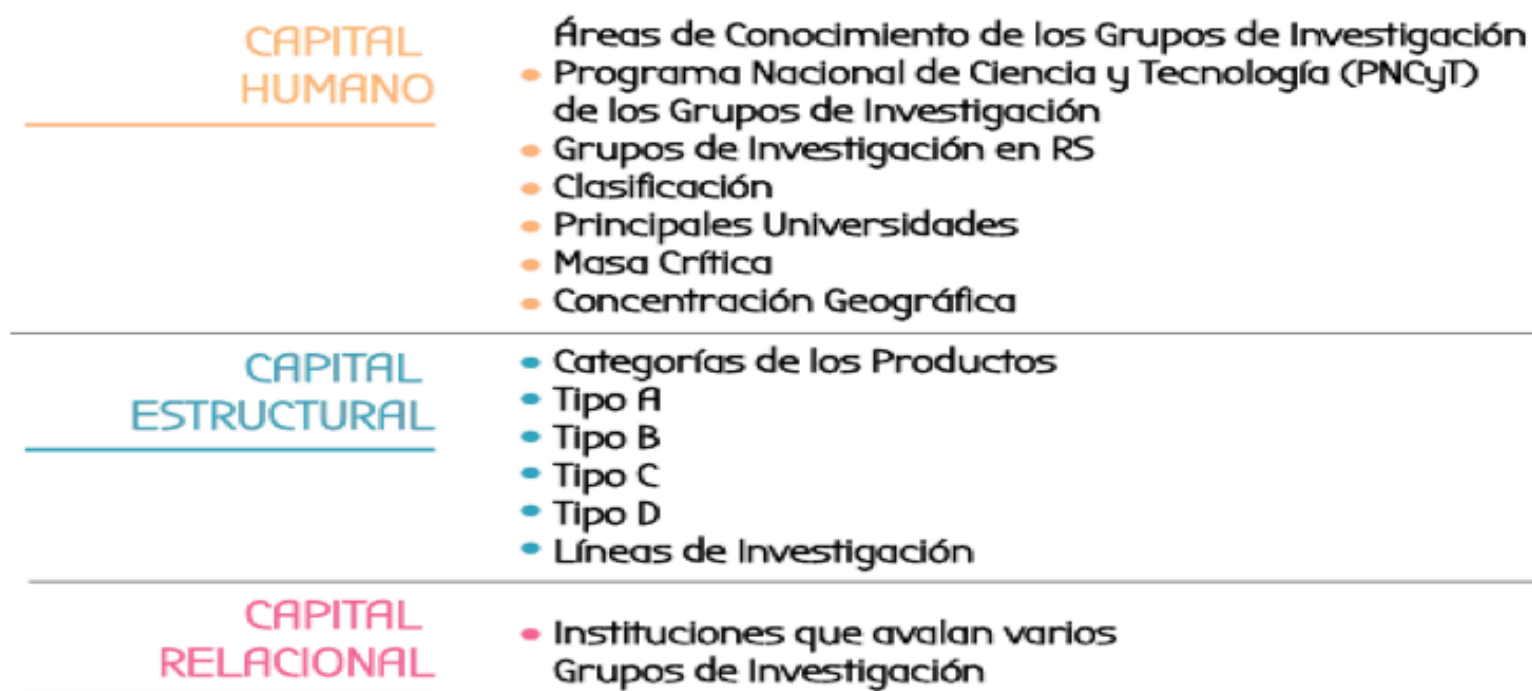 CAPITAL
HUMANO
Áreas de Conocimiento de los Grupos de Investigación
• Programa Nacional de Ciencia y Tecnología (PNCyT)
de los Grupos de Investigación
• Grupos de Investigación en RS
• Clasificación
• Principales Universidades
• Masa Crítica
• Concentración Geográfica
CAPITAL
ESTRUCTURAL
• Categorías de los Productos
• Tipo A
• Tipo B
• Tipo C
• Tipo D
• Líneas de Investigación
CAPITAL
RELACIONAL
• Instituciones que avalan varios
Grupos de Investigación